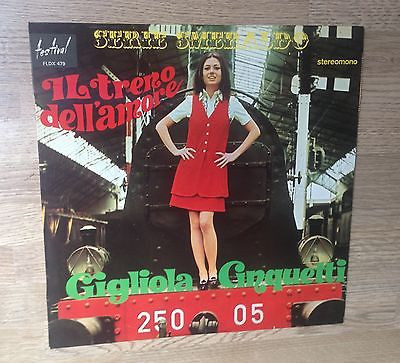 festival
FLDX 479
SERIE SMERALDO
stereomono
IL treno
dell'amore
Gigliola Cinquetti
250 05